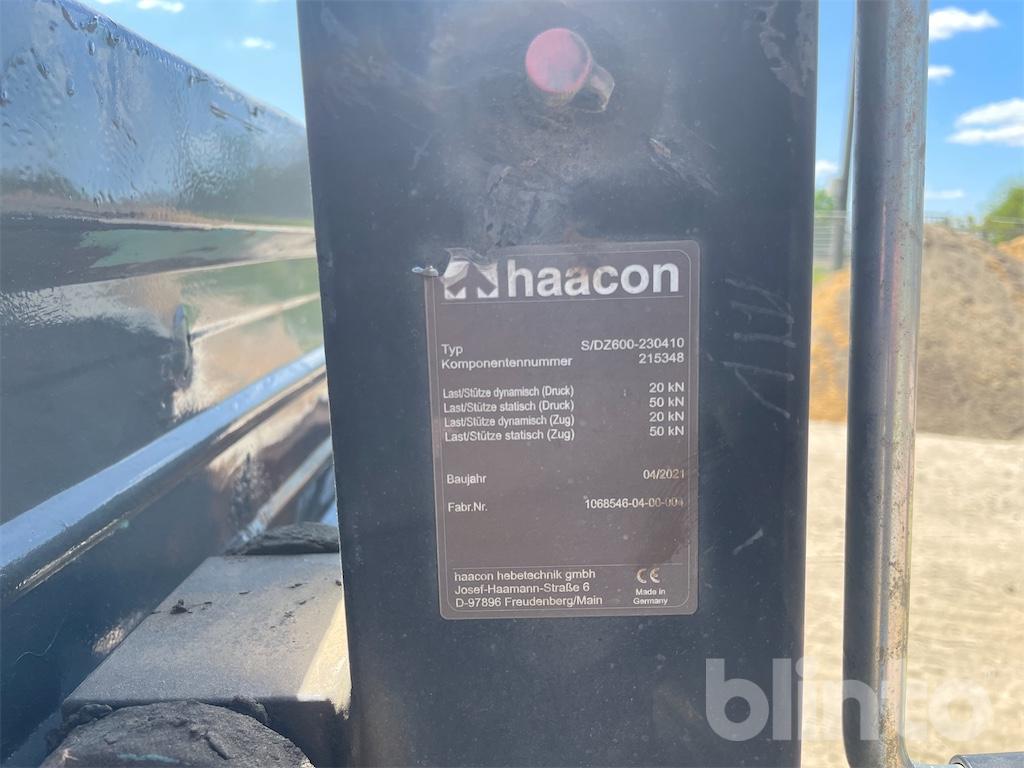 haacon
Typ S/DZ600-230410
Komponentennummer 215348
Last/Stütze dynamisch (Druck) 20 kN
Last/Stütze statisch (Druck) 50 kN
Last/Stütze dynamisch (Zug) 20 kN
Last/Stütze statisch (Zug) 50 kN
Baujahr 04/2021
Fabr.Nr. 1068546-04-00-004
haacon hebetechnik gmbh
Josef-Haamann-Straße 6
D-97896 Freudenberg/Main
CE
Made in
Germany
blinto